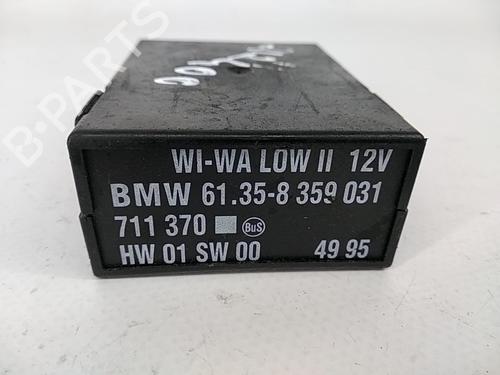 B-PARTS
WI-WA LOW II 12V
BMW 61.35-8 359 031
711 370 BuS
HW 01 SW 00 49 95